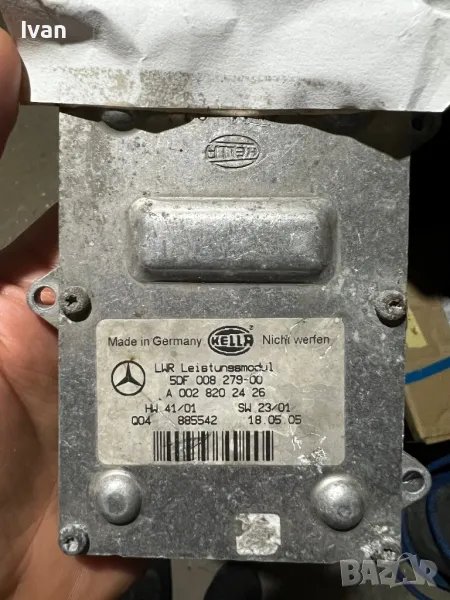 Ivan
HELLA
Made in Germany HELLA Nicht werfen
LWR Leistungsmodul
5DF 008 279-00
A 002 820 24 26
HW 41/01 SW 23/01
Q04 885542 18.05.05
BAZAR